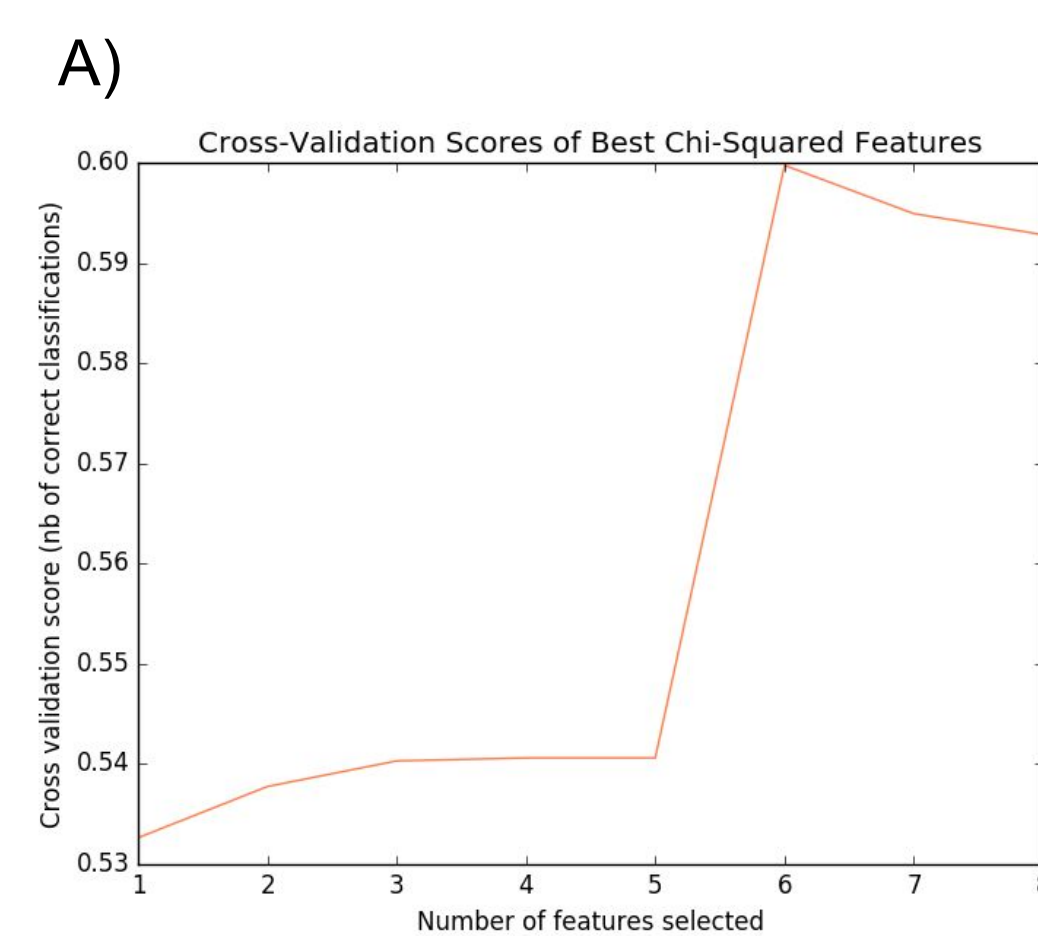 A)
Cross-Validation Scores of Best Chi-Squared Features
Cross validation score (nb of correct classifications)
0.60
0.59
0.58
0.57
0.56
0.55
0.54
0.53
1 2 3 4 5 6 7
Number of features selected